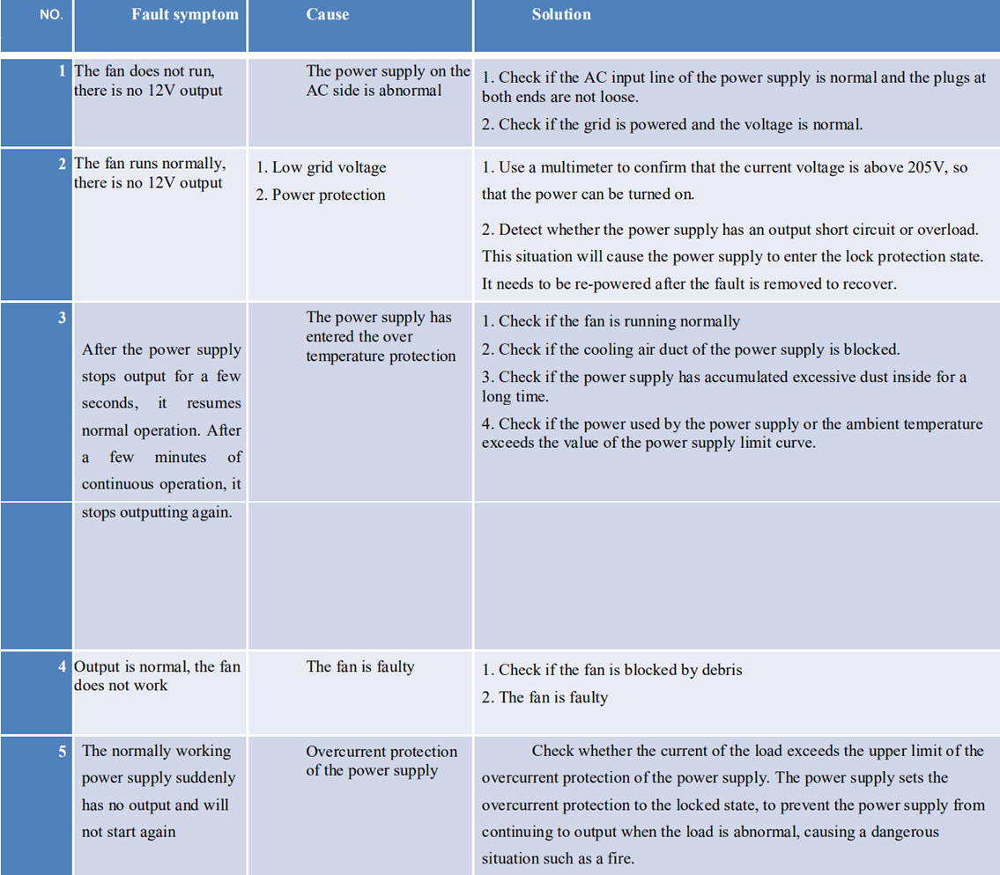 NO. Fault symptom Cause Solution
1 The fan does not run,
there is no 12V output
The power supply on the
AC side is abnormal
1. Check if the AC input line of the power supply is normal and the plugs at
both ends are not loose.
2. Check if the grid is powered and the voltage is normal.
2 The fan runs normally,
there is no 12V output
1. Low grid voltage
2. Power protection
1. Use a multimeter to confirm that the current voltage is above 205V, so
that the power can be turned on.
2. Detect whether the power supply has an output short circuit or overload.
This situation will cause the power supply to enter the lock protection state.
It needs to be re-powered after the fault is removed to recover.
3
After the power supply
stops output for a few
seconds, it resumes
normal operation. After
a few minutes of
continuous operation, it
stops outputting again.
The power supply has
entered the over
temperature protection
1. Check if the fan is running normally
2. Check if the cooling air duct of the power supply is blocked.
3. Check if the power supply has accumulated excessive dust inside for a
long time.
4. Check if the power used by the power supply or the ambient temperature
exceeds the value of the power supply limit curve.
4 Output is normal, the fan
does not work
The fan is faulty
1. Check if the fan is blocked by debris
2. The fan is faulty
5 The normally working
power supply suddenly
has no output and will
not start again
Overcurrent protection
of the power supply
Check whether the current of the load exceeds the upper limit of the
overcurrent protection of the power supply. The power supply sets the
overcurrent protection to the locked state, to prevent the power supply from
continuing to output when the load is abnormal, causing a dangerous
situation such as a fire.